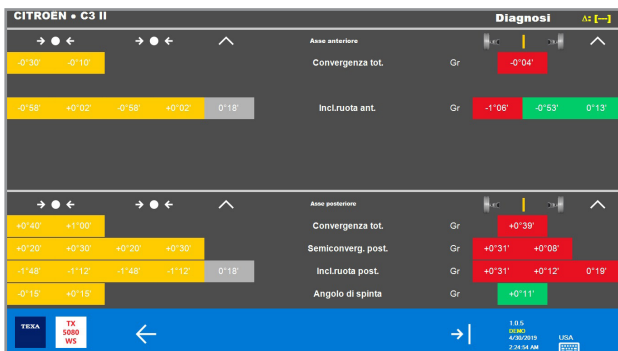 CITROËN • C3 II Diagnosi Δ: [---]
Asse anteriore
-0°30' -0°10' Convergenza tot. Gr -0°04'
-0°58' +0°02' -0°58' +0°02' 0°18' Incl.ruota ant. Gr -1°06' -0°53' 0°13'
Asse posteriore
+0°40' +1°00' Convergenza tot. Gr +0°39'
+0°20' +0°30' +0°20' +0°30' Semiconverg. post. Gr +0°31' +0°08'
-1°48' -1°12' -1°48' -1°12' 0°18' Incl.ruota post. Gr +0°31' +0°12' 0°19'
-0°15' +0°15' Angolo di spinta Gr +0°11'
TEXA
TX
5080
WS
1.0.5
DEMO
4/30/2019 USA
2:24:54 AM